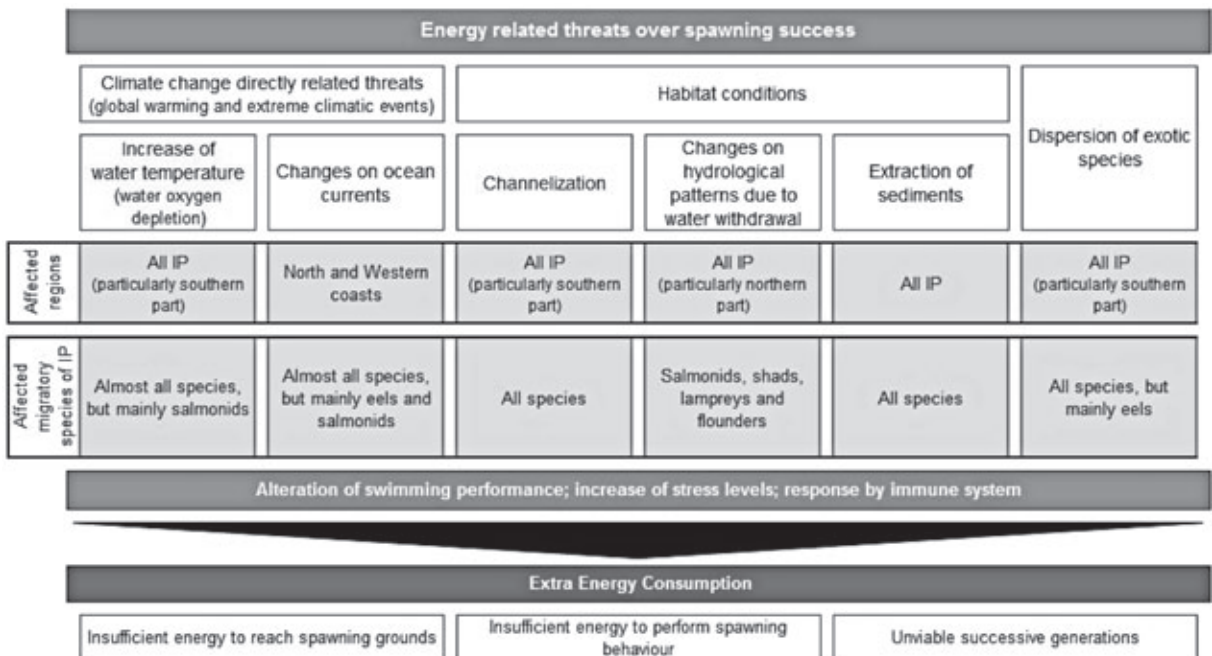 Energy related threats over spawning success
Climate change directly related threats
(global warming and extreme climatic events)
Habitat conditions
Dispersion of exotic
species
Increase of
water temperature
(water oxygen
depletion)
Changes on ocean
currents
Channelization
Changes on
hydrological
patterns due to
water withdrawal
Extraction of
sediments
Affected
regions
All IP
(particularly southern
part)
North and Western
coasts
All IP
(particularly southern
part)
All IP
(particularly northern
part)
All IP
All IP
(particularly southern
part)
Affected
migratory
species of IP
Almost all species,
but mainly salmonids
Almost all species,
but mainly eels and
salmonids
All species
Salmonids, shads,
lampreys and
flounders
All species
All species, but
mainly eels
Alteration of swimming performance; increase of stress levels; response by immune system
Extra Energy Consumption
Insufficient energy to reach spawning grounds
Insufficient energy to perform spawning
behaviour
Unviable successive generations